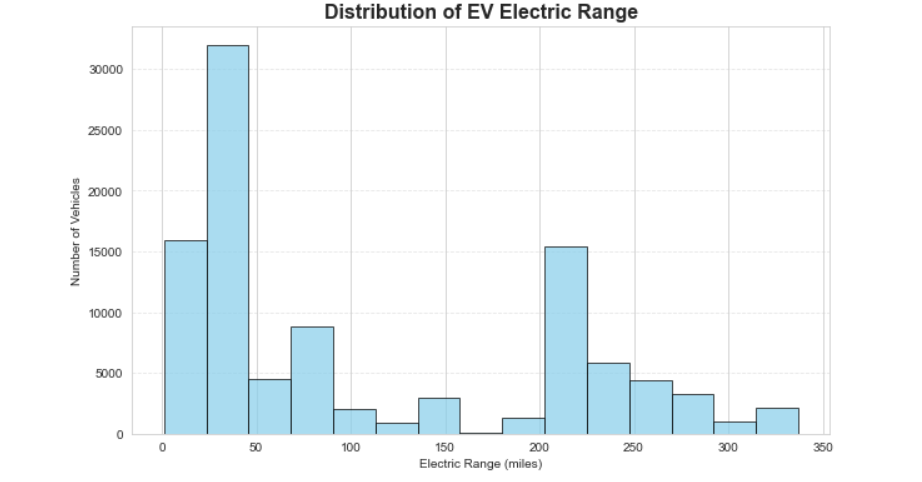 Distribution of EV Electric Range
Number of Vehicles
30000
25000
20000
15000
10000
5000
0
0 50 100 150 200 250 300 350
Electric Range (miles)